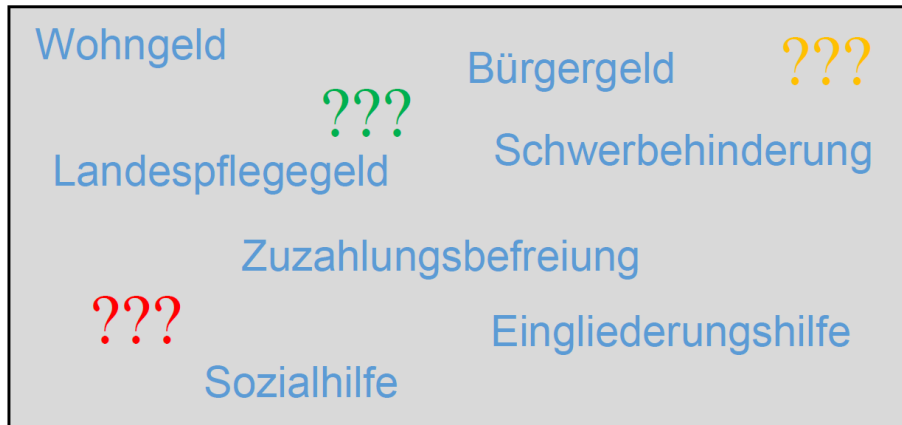 Wohngeld
Bürgergeld ???
???
Schwerbehinderung
Landespflegegeld
Zuzahlungsbefreiung
???
Eingliederungshilfe
Sozialhilfe